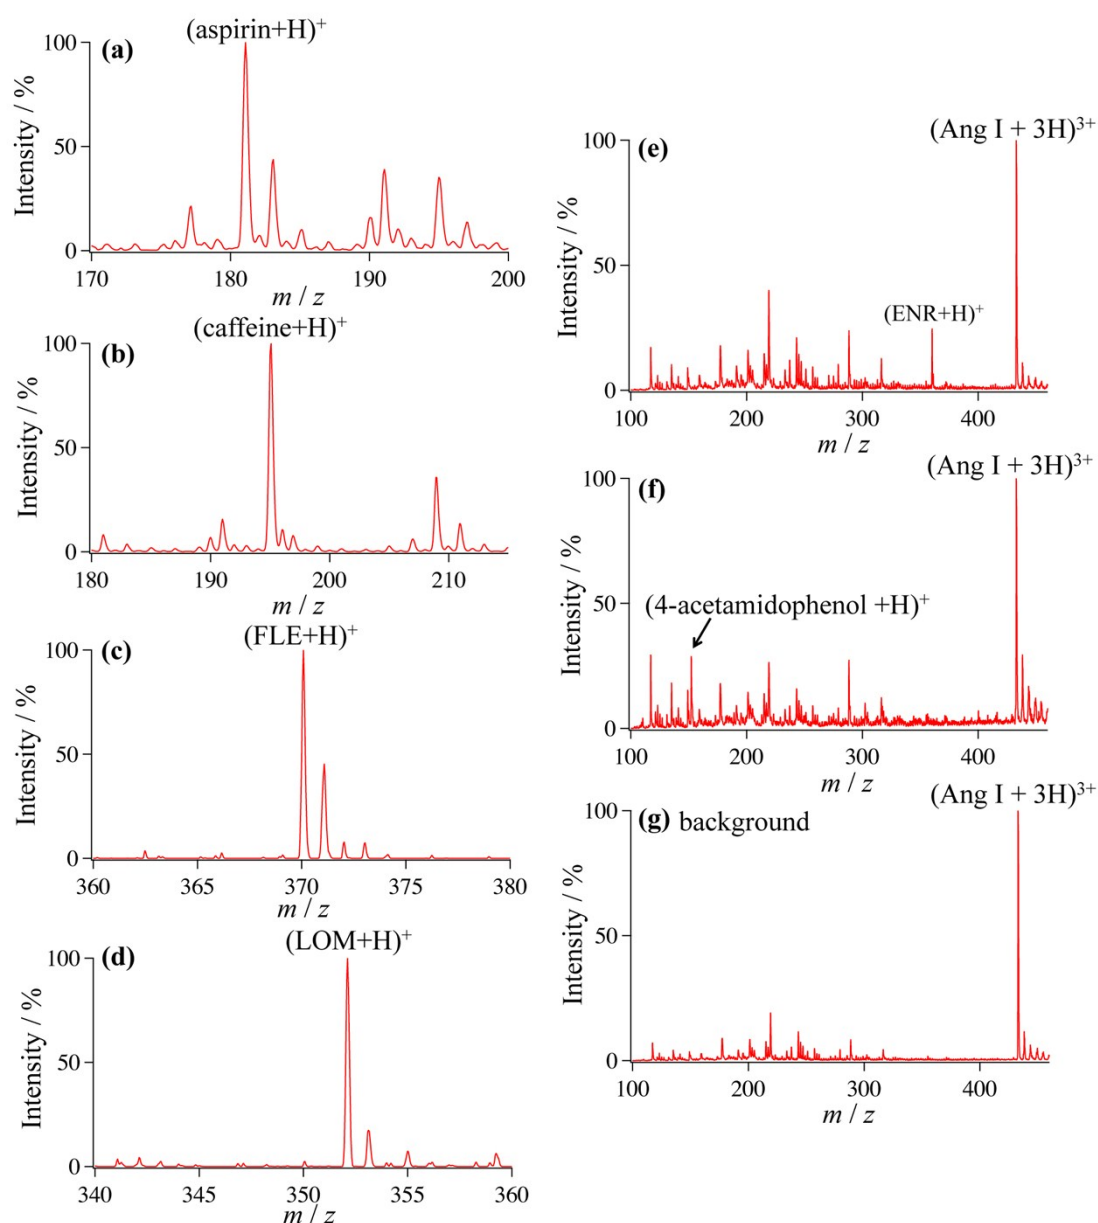 (a)
(aspirin+H)⁺
Intensity / %
100
50
0
170
180
190
200
m / z
(b)
(caffeine+H)⁺
Intensity / %
100
50
0
180
190
200
210
m / z
(c)
(FLE+H)⁺
Intensity / %
100
50
0
360
365
370
375
380
m / z
(d)
(LOM+H)⁺
Intensity / %
100
50
0
340
345
350
355
360
m / z
(e)
(Ang I + 3H)³⁺
(ENR+H)⁺
Intensity / %
100
50
0
100
200
300
400
m / z
(f)
(Ang I + 3H)³⁺
(4-acetamidophenol +H)⁺
Intensity / %
100
50
0
100
200
300
400
m / z
(g) background
(Ang I + 3H)³⁺
Intensity / %
100
50
0
100
200
300
400
m / z